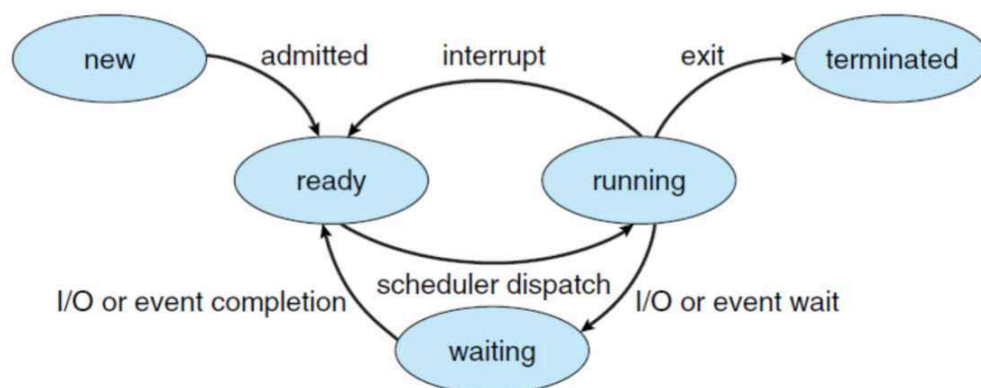 new
admitted
interrupt
exit
terminated
ready
running
scheduler dispatch
I/O or event completion
I/O or event wait
waiting